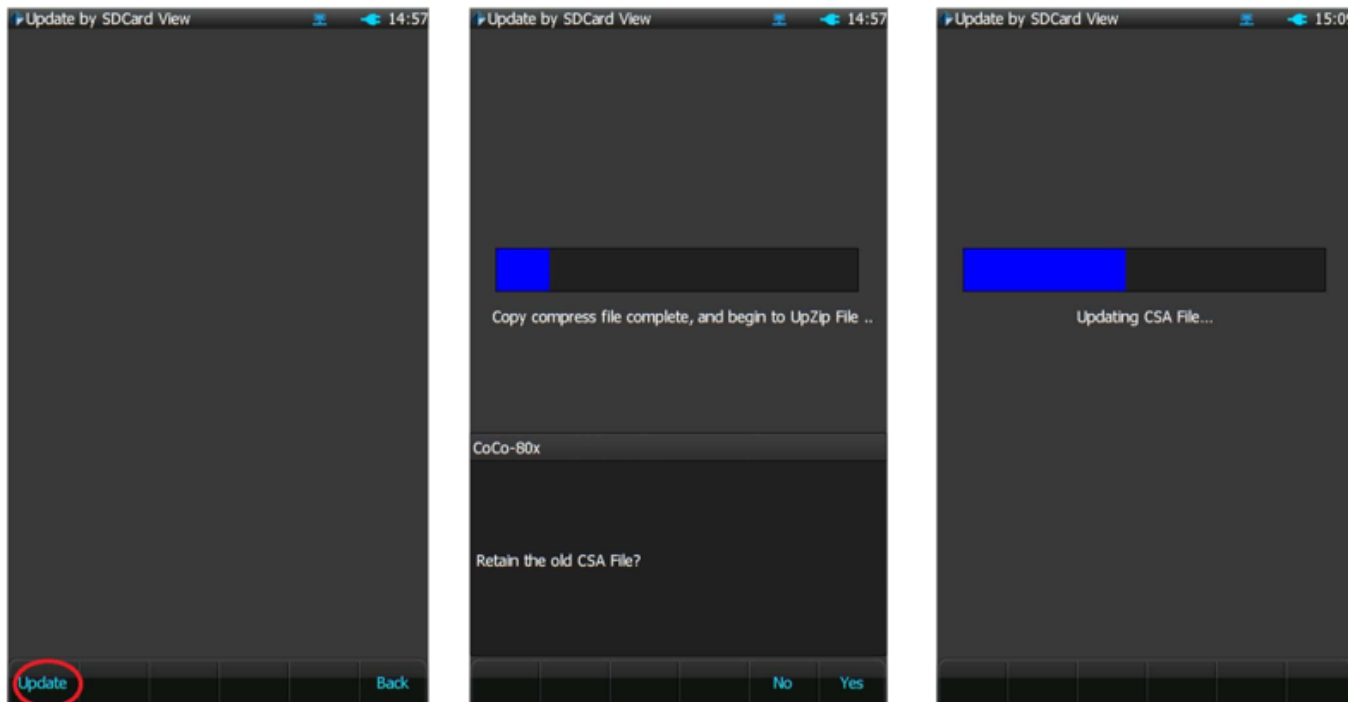 Update by SDCard View 14:57
Update Back
Update by SDCard View 14:57
Copy compress file complete, and begin to UpZip File ..
CoCo-80x
Retain the old CSA File?
No Yes
Update by SDCard View
Updating CSA File...